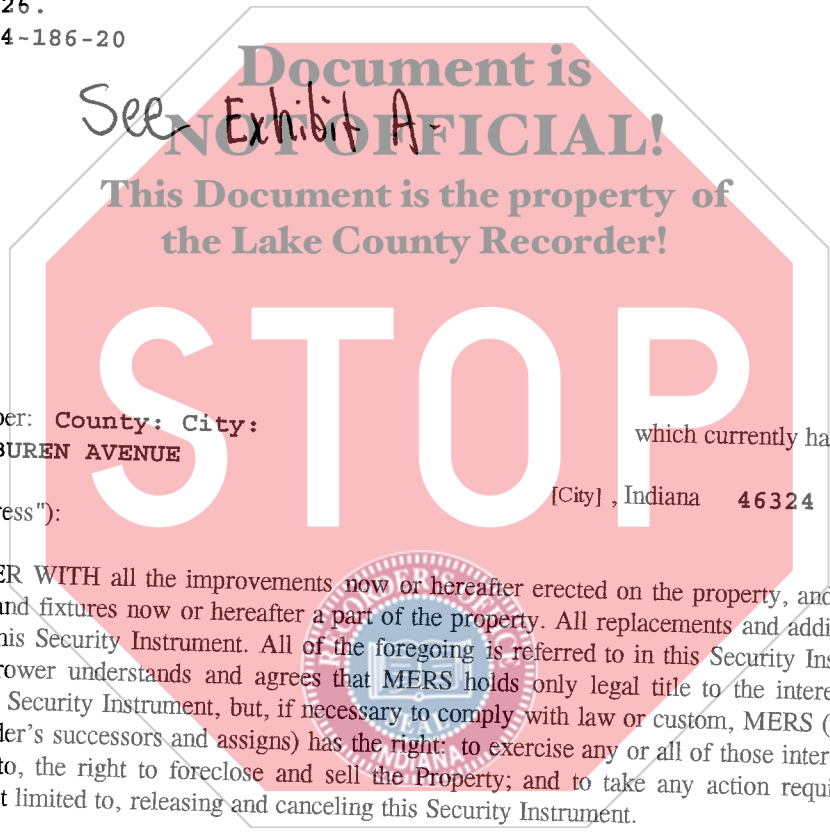 26.
4-186-20
Document is
See Exhibit A-
NOT OFFICIAL!
This Document is the property of
the Lake County Recorder!
STOP
per: County: City:
which currently ha
BUREN AVENUE
[City] , Indiana 46324
ress"):
ER WITH all the improvements now or hereafter erected on the property, and
and fixtures now or hereafter a part of the property. All replacements and addi
his Security Instrument. All of the foregoing is referred to in this Security Ins
rower understands and agrees that MERS holds only legal title to the intere
Security Instrument, but, if necessary to comply with law or custom, MERS (
der's successors and assigns) has the right: to exercise any or all of those inter
to, the right to foreclose and sell the Property; and to take any action requi
t limited to, releasing and canceling this Security Instrument.
RECORDER'S OFFICE
SEAL
INDIANA